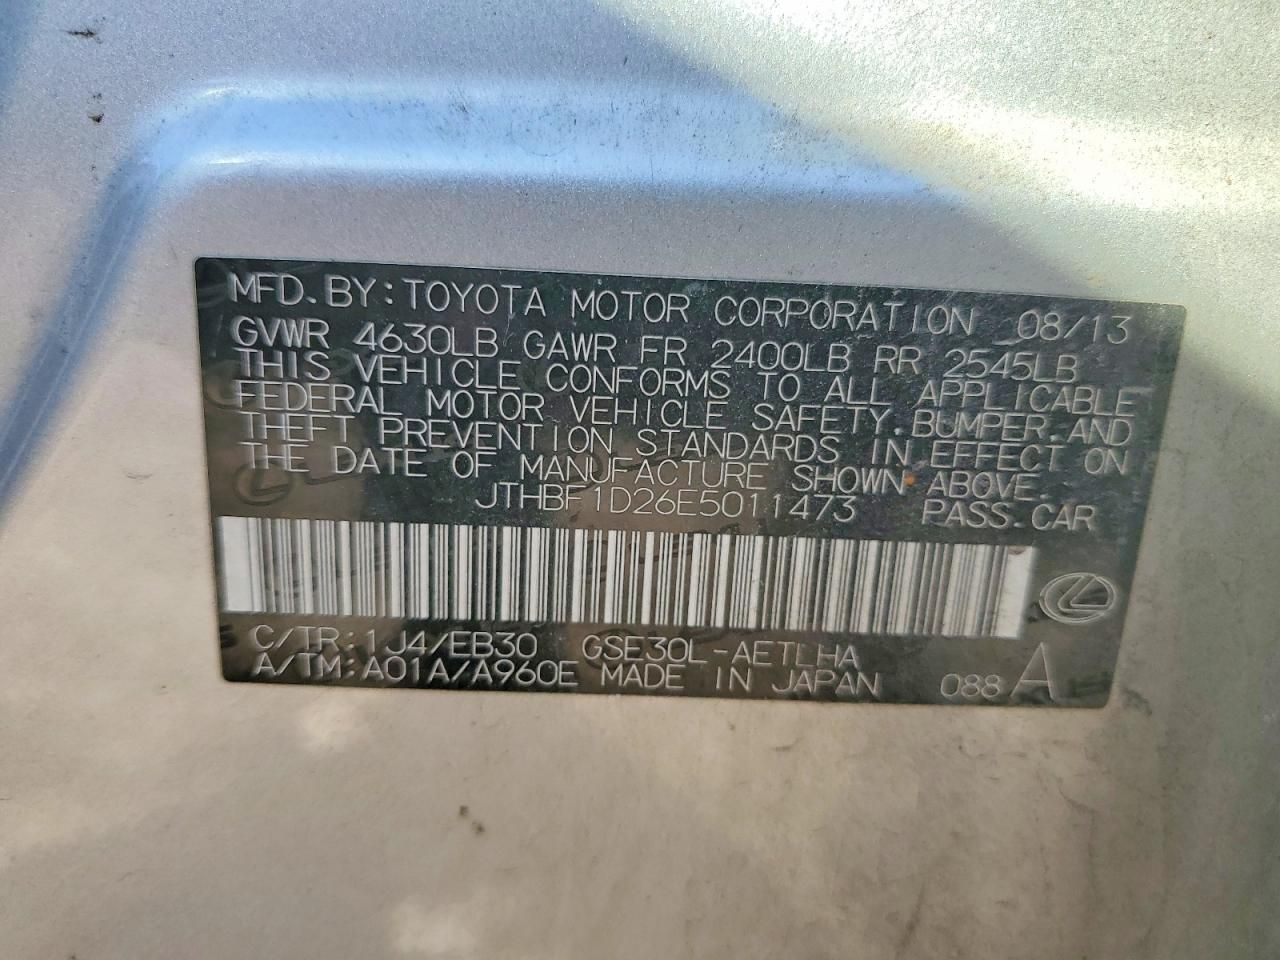 MFD. BY: TOYOTA MOTOR CORPORATION 08/13
GVWR 4630LB GAWR FR 2400LB RR 2545LB
THIS VEHICLE CONFORMS TO ALL APPLICABLE
FEDERAL MOTOR VEHICLE SAFETY, BUMPER, AND
THEFT PREVENTION STANDARDS IN EFFECT ON
THE DATE OF MANUFACTURE SHOWN ABOVE.
JTHBF1D26E5011473 PASS. CAR
C/TR: 1J4/EB30 GSE30L-AETLHA
A/TM: A01A/A960E MADE IN JAPAN 088 A